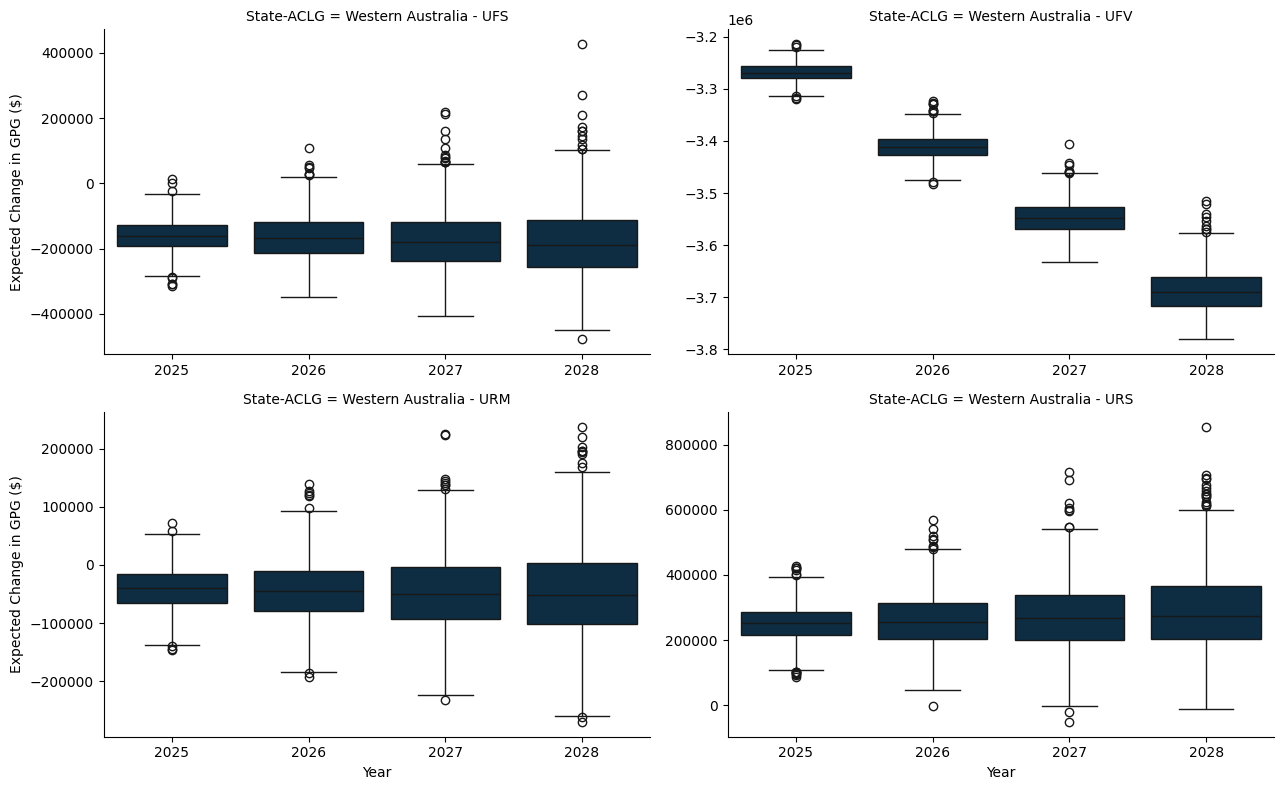 State-ACLG = Western Australia - UFS
Expected Change in GPG ($)
400000
200000
0
−200000
−400000
2025 2026 2027 2028
State-ACLG = Western Australia - UFV
1e6
−3.2
−3.3
−3.4
−3.5
−3.6
−3.7
−3.8
2025 2026 2027 2028
State-ACLG = Western Australia - URM
Expected Change in GPG ($)
200000
100000
0
−100000
−200000
2025 2026 2027 2028
Year
State-ACLG = Western Australia - URS
800000
600000
400000
200000
0
2025 2026 2027 2028
Year